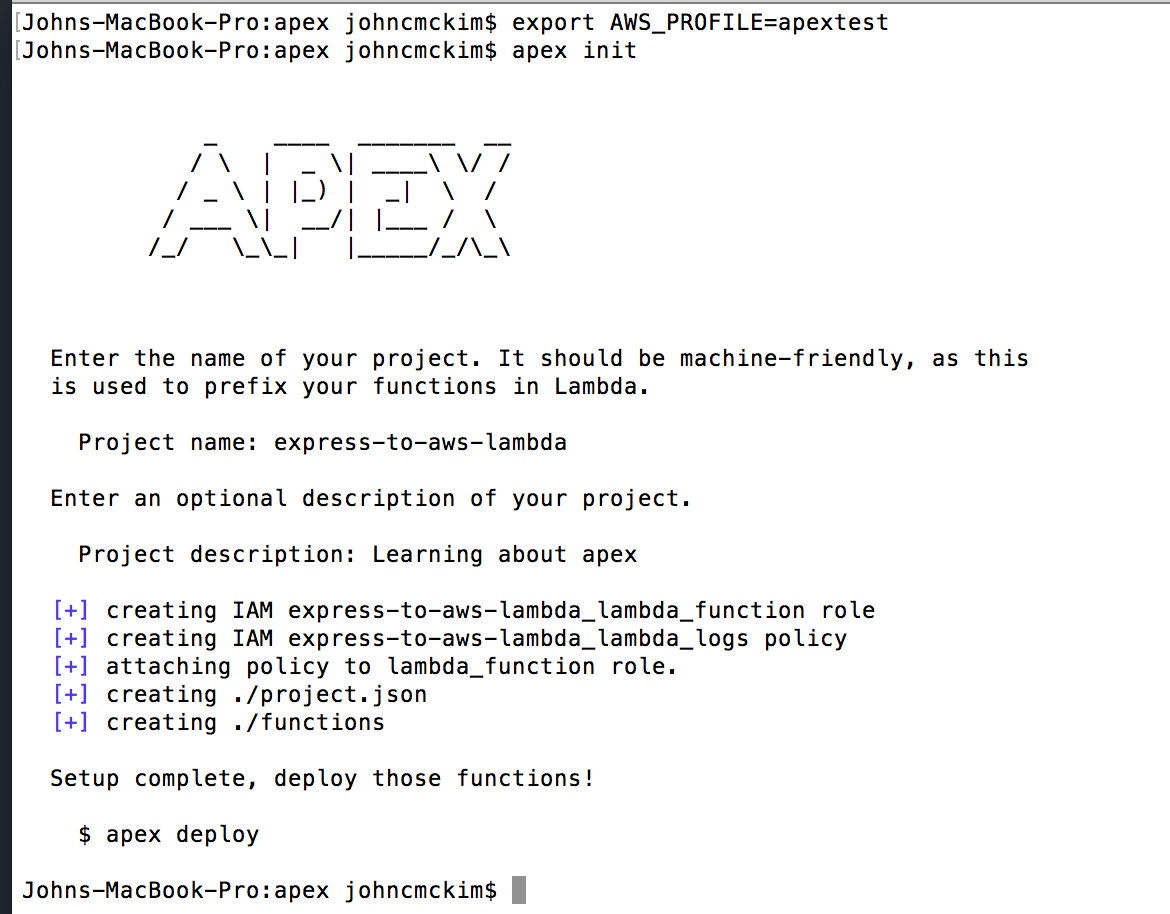 [Johns-MacBook-Pro:apex johncmckim$ export AWS_PROFILE=apextest
[Johns-MacBook-Pro:apex johncmckim$ apex init
             _    ____  _______  __
            / \  |  _ \| ____\ \/ /
           / _ \ | |_) |  _|  \  /
          / ___ \|  __/| |___ /  \
         /_/   \_\_|   |_____/_/\_\
Enter the name of your project. It should be machine-friendly, as this
is used to prefix your functions in Lambda.
Project name: express-to-aws-lambda
Enter an optional description of your project.
Project description: Learning about apex
[+] creating IAM express-to-aws-lambda_lambda_function role
[+] creating IAM express-to-aws-lambda_lambda_logs policy
[+] attaching policy to lambda_function role.
[+] creating ./project.json
[+] creating ./functions
Setup complete, deploy those functions!
$ apex deploy
Johns-MacBook-Pro:apex johncmckim$